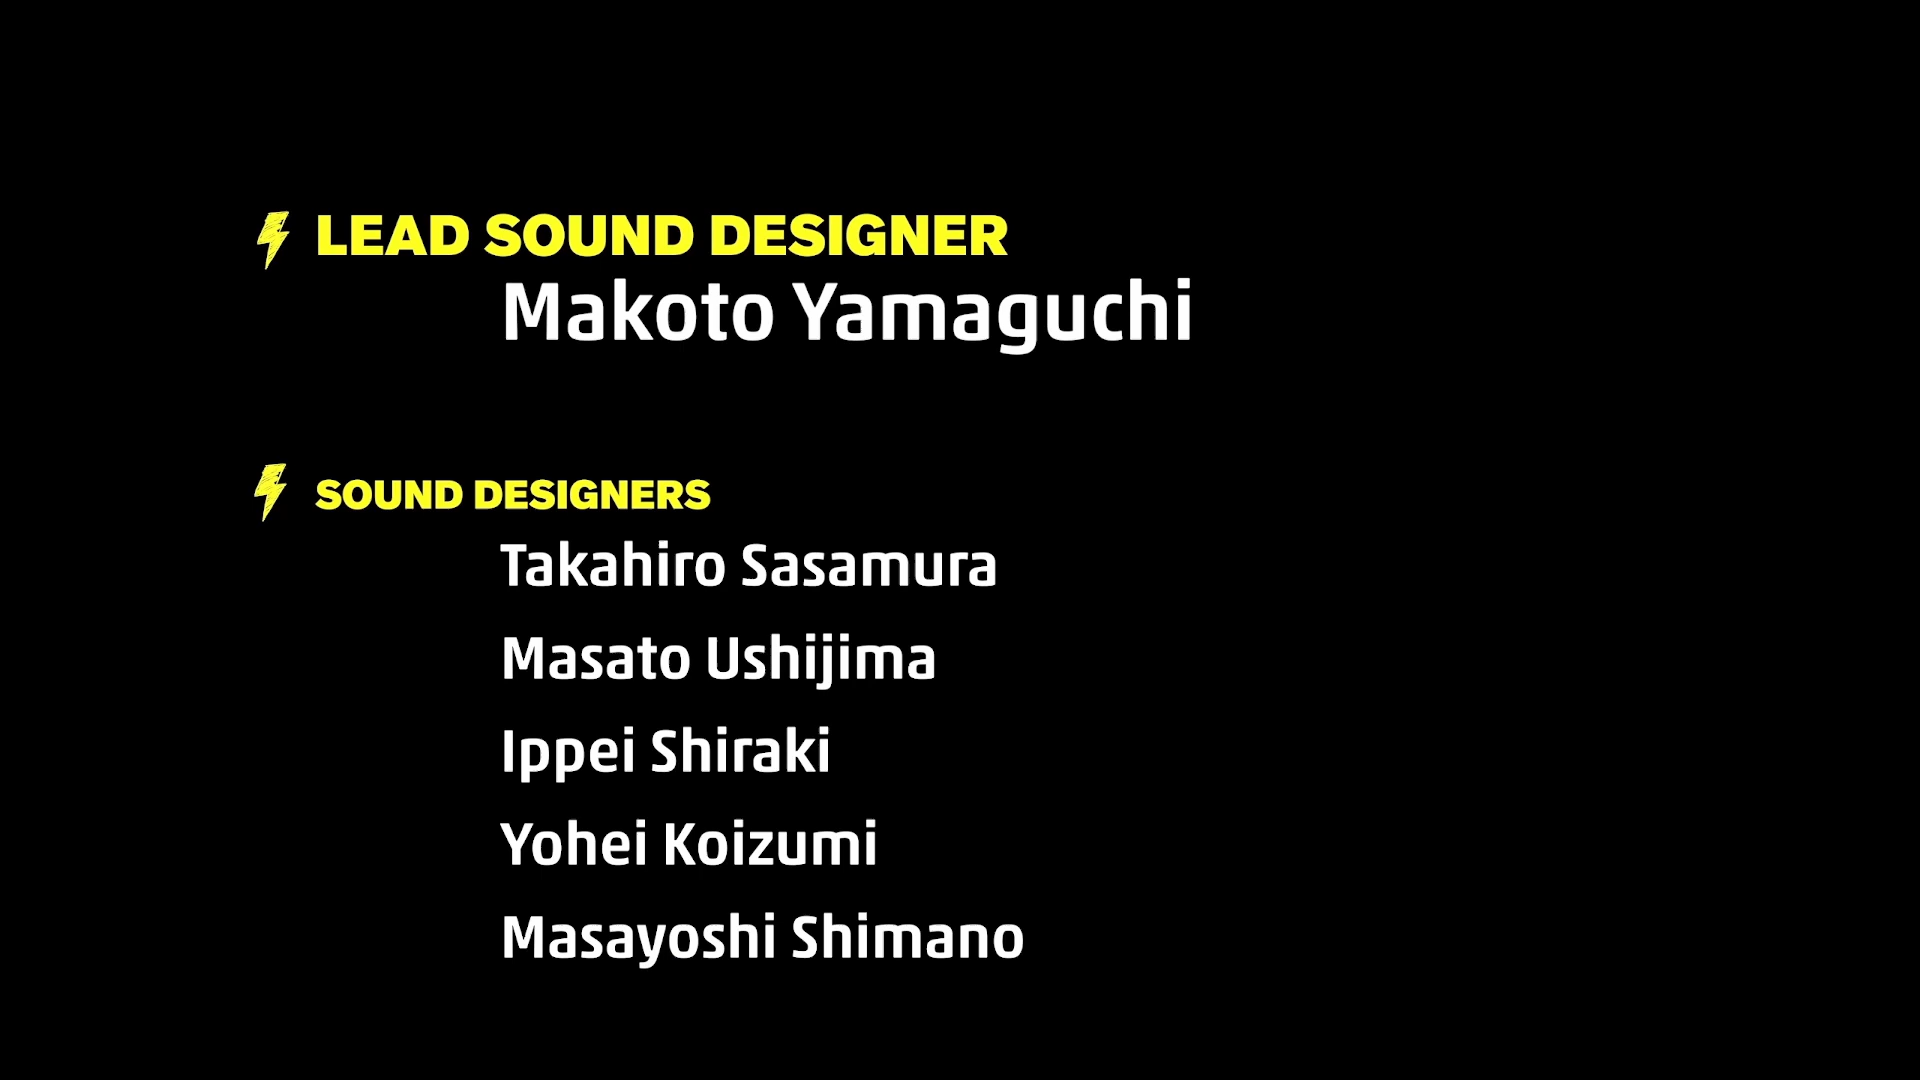 LEAD SOUND DESIGNER
Makoto Yamaguchi
SOUND DESIGNERS
Takahiro Sasamura
Masato Ushijima
Ippei Shiraki
Yohei Koizumi
Masayoshi Shimano